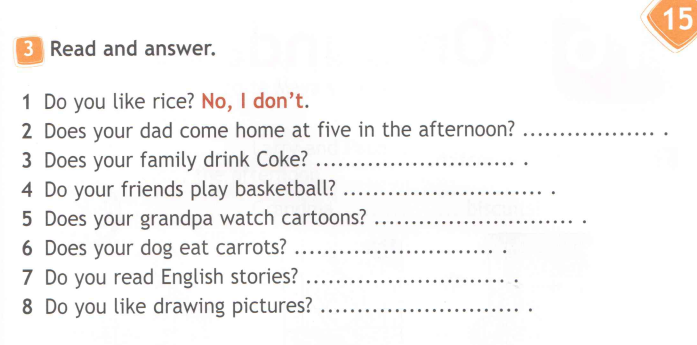 15
3 Read and answer.
1 Do you like rice? No, I don't.
2 Does your dad come home at five in the afternoon? .................. .
3 Does your family drink Coke? ........................... .
4 Do your friends play basketball? ........................... .
5 Does your grandpa watch cartoons? ........................... .
6 Does your dog eat carrots? ........................... .
7 Do you read English stories? ........................... .
8 Do you like drawing pictures? ........................... .